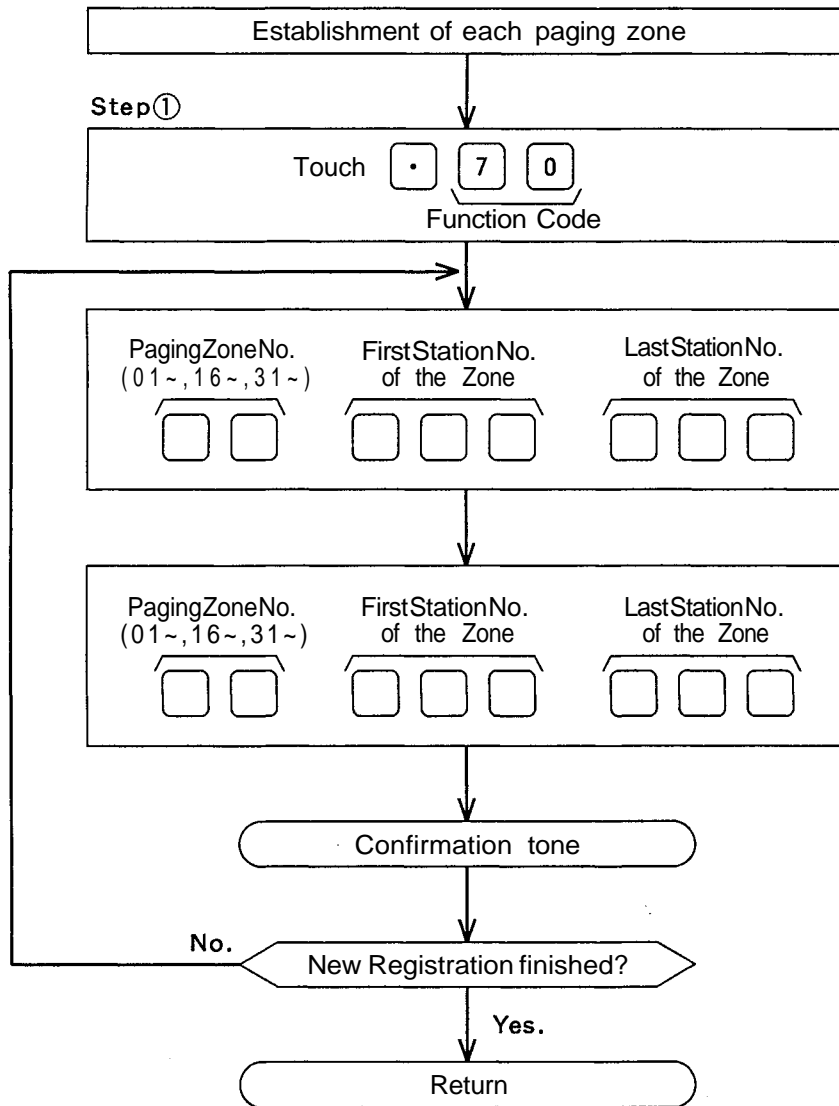 Establishment of each paging zone
Step①
Touch · 7 0
Function Code
PagingZoneNo. FirstStationNo. LastStationNo.
(01~,16~,31~) of the Zone of the Zone
PagingZoneNo. FirstStationNo. LastStationNo.
(01~,16~,31~) of the Zone of the Zone
Confirmation tone
No.
New Registration finished?
Yes.
Return